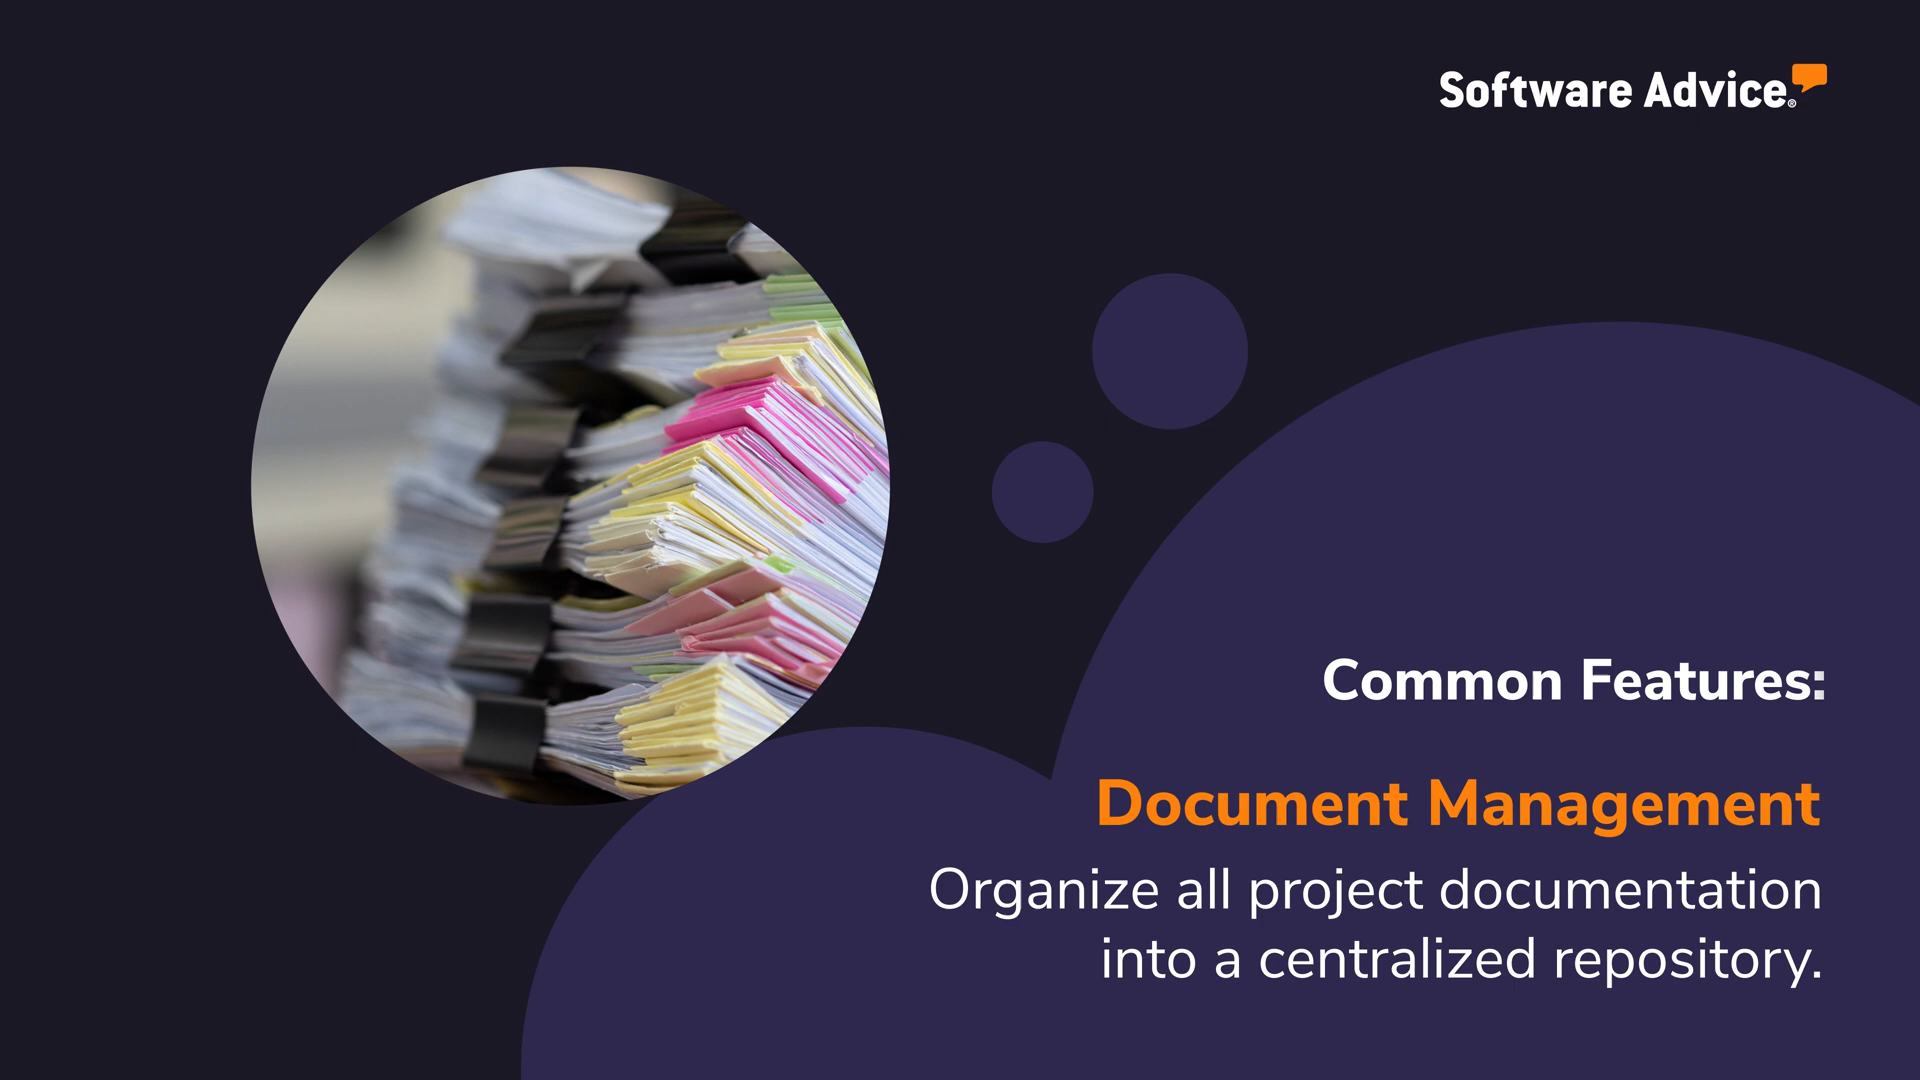 Software Advice®
Common Features:
Document Management
Organize all project documentation
into a centralized repository.